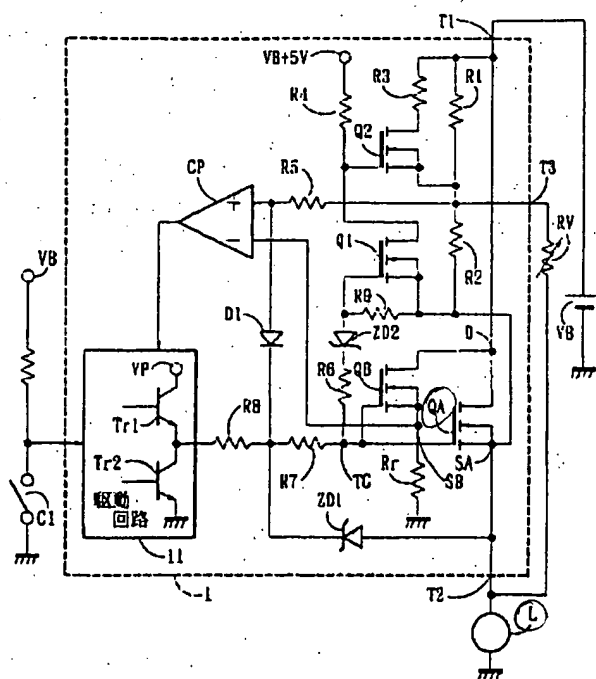 T1
VB+5V
R3
R1
R4
Q2
CP
R5
T3
+
−
Q1
R2
RV
VB
R9
D1
ZD2
D
VB
VP
R6
QB
QA
Tr1
R8
Tr2
R7
TC
Rr
SB
SA
駆動
回路
C1
ZD1
11
1
T2
L